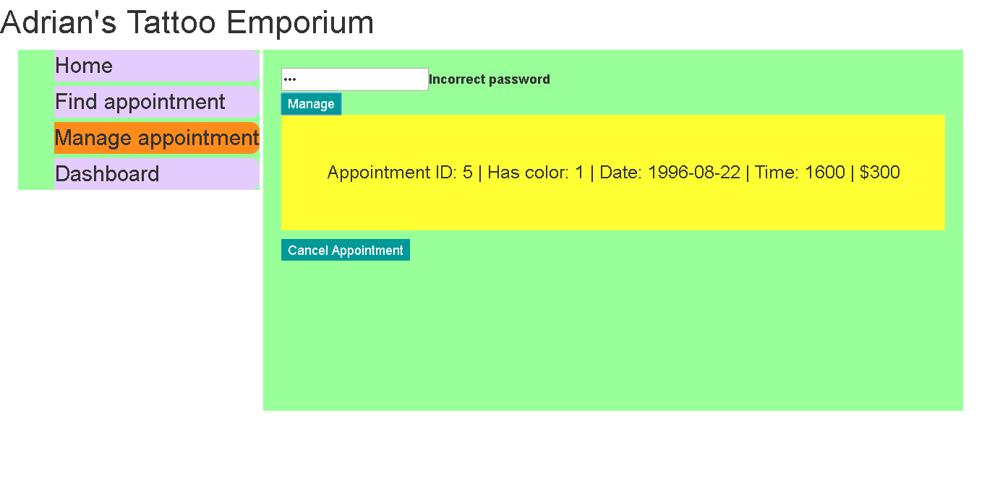 Adrian's Tattoo Emporium
Home
Find appointment
Manage appointment
Dashboard
•••
Incorrect password
Manage
Appointment ID: 5 | Has color: 1 | Date: 1996-08-22 | Time: 1600 | $300
Cancel Appointment